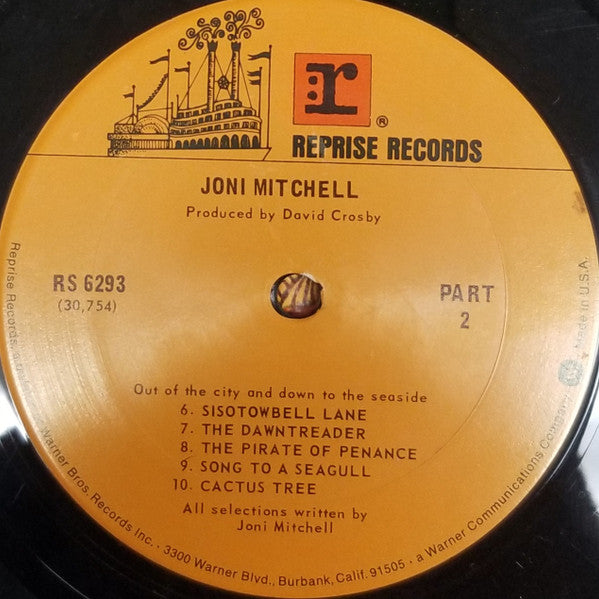 :r
®
REPRISE RECORDS
JONI MITCHELL
Produced by David Crosby
RS 6293
(30,754)
PART
2
Out of the city and down to the seaside
6. SISOTOWBELL LANE
7. THE DAWNTREADER
8. THE PIRATE OF PENANCE
9. SONG TO A SEAGULL
10. CACTUS TREE
All selections written by
Joni Mitchell
Reprise Records, a Warner Bros. Records Inc. · 3300 Warner Blvd., Burbank, Calif. 91505 · a Warner Communications Company
Made in U.S.A.